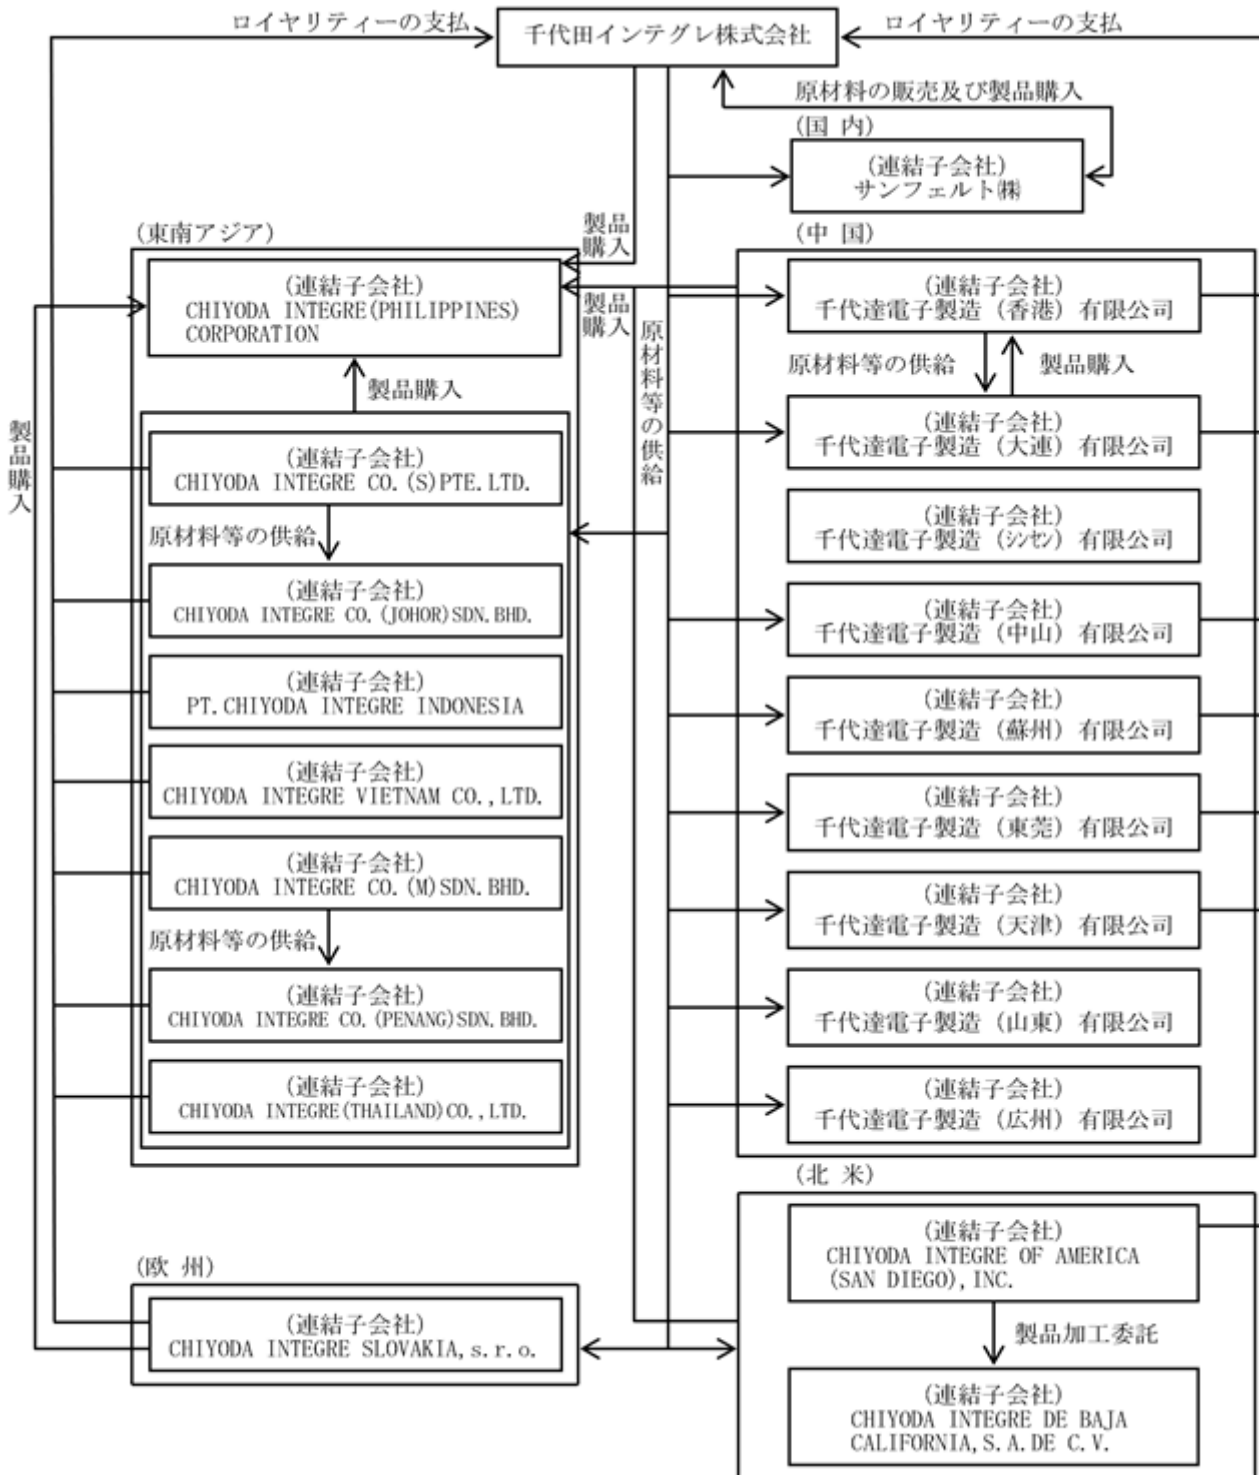 ロイヤリティーの支払
千代田インテグレ株式会社
ロイヤリティーの支払
原材料の販売及び製品購入
(国 内)
(連結子会社)
サンフェルト㈱
(東南アジア)
製品
購入
(中 国)
(連結子会社)
CHIYODA INTEGRE(PHILIPPINES)
CORPORATION
製品
購入
原材料等の供給
(連結子会社)
千代達電子製造（香港）有限公司
原材料等の供給
製品購入
製品購入
製品購入
(連結子会社)
千代達電子製造（大連）有限公司
(連結子会社)
CHIYODA INTEGRE CO.(S)PTE.LTD.
原材料等の供給
(連結子会社)
千代達電子製造（ｼﾝｾﾝ）有限公司
(連結子会社)
CHIYODA INTEGRE CO.(JOHOR)SDN.BHD.
(連結子会社)
千代達電子製造（中山）有限公司
(連結子会社)
PT.CHIYODA INTEGRE INDONESIA
(連結子会社)
千代達電子製造（蘇州）有限公司
(連結子会社)
CHIYODA INTEGRE VIETNAM CO.,LTD.
(連結子会社)
千代達電子製造（東莞）有限公司
(連結子会社)
CHIYODA INTEGRE CO.(M)SDN.BHD.
原材料等の供給
(連結子会社)
千代達電子製造（天津）有限公司
(連結子会社)
CHIYODA INTEGRE CO.(PENANG)SDN.BHD.
(連結子会社)
千代達電子製造（山東）有限公司
(連結子会社)
CHIYODA INTEGRE(THAILAND)CO.,LTD.
(連結子会社)
千代達電子製造（広州）有限公司
(北 米)
(連結子会社)
CHIYODA INTEGRE OF AMERICA
(SAN DIEGO),INC.
(欧 州)
(連結子会社)
CHIYODA INTEGRE SLOVAKIA,s.r.o.
製品加工委託
(連結子会社)
CHIYODA INTEGRE DE BAJA
CALIFORNIA,S.A.DE C.V.